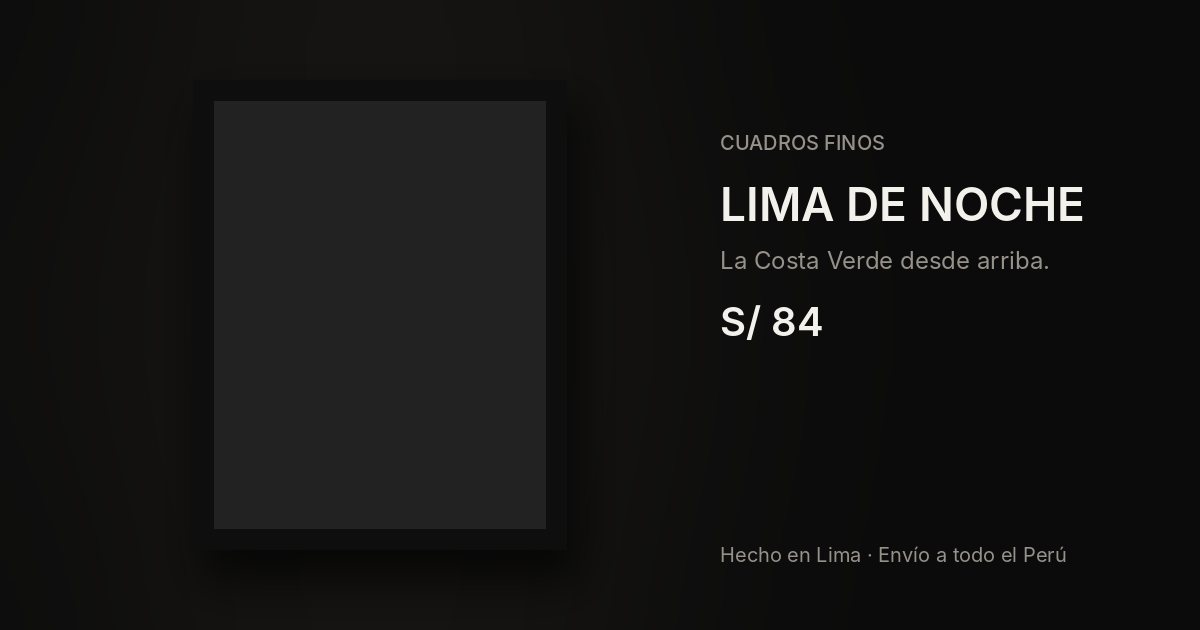 CUADROS FINOS
LIMA DE NOCHE
La Costa Verde desde arriba.
S/ 84
Hecho en Lima · Envío a todo el Perú